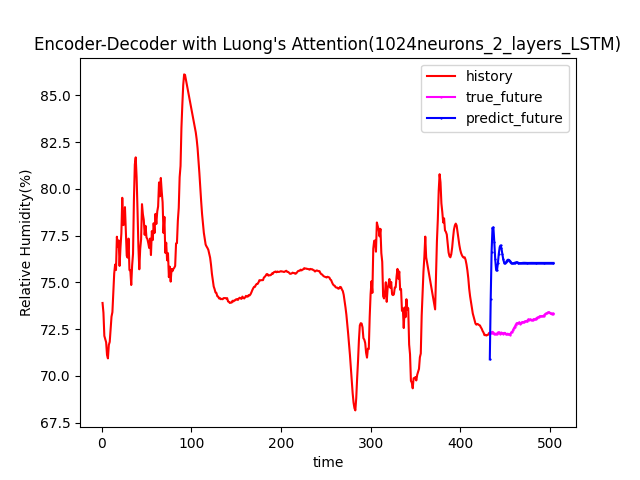 Encoder-Decoder with Luong's Attention(1024neurons_2_layers_LSTM)
history
true_future
predict_future
85.0
82.5
80.0
77.5
75.0
72.5
70.0
67.5
Relative Humidity(%)
0 100 200 300 400 500
time